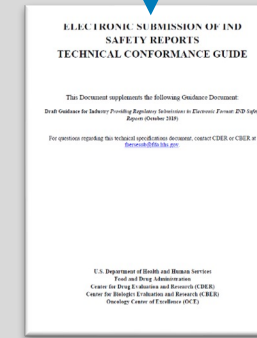 ELECTRONIC SUBMISSION OF IND
SAFETY REPORTS
TECHNICAL CONFORMANCE GUIDE
This Document supplements the following Guidance Document:
Draft Guidance for Industry Providing Regulatory Submissions in Electronic Format: IND Safety
Reports (October 2019)
For questions regarding this technical specifications document, contact CDER or CBER at
U.S. Department of Health and Human Services
Food and Drug Administration
Center for Drug Evaluation and Research (CDER)
Center for Biologics Evaluation and Research (CBER)
Oncology Center of Excellence (OCE)